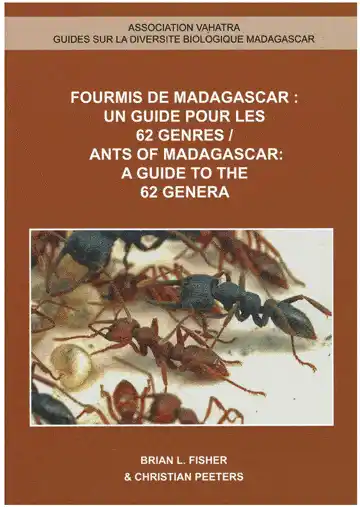 ASSOCIATION VAHATRA
GUIDES SUR LA DIVERSITE BIOLOGIQUE MADAGASCAR
FOURMIS DE MADAGASCAR :
UN GUIDE POUR LES
62 GENRES /
ANTS OF MADAGASCAR:
A GUIDE TO THE
62 GENERA
BRIAN L. FISHER
& CHRISTIAN PEETERS